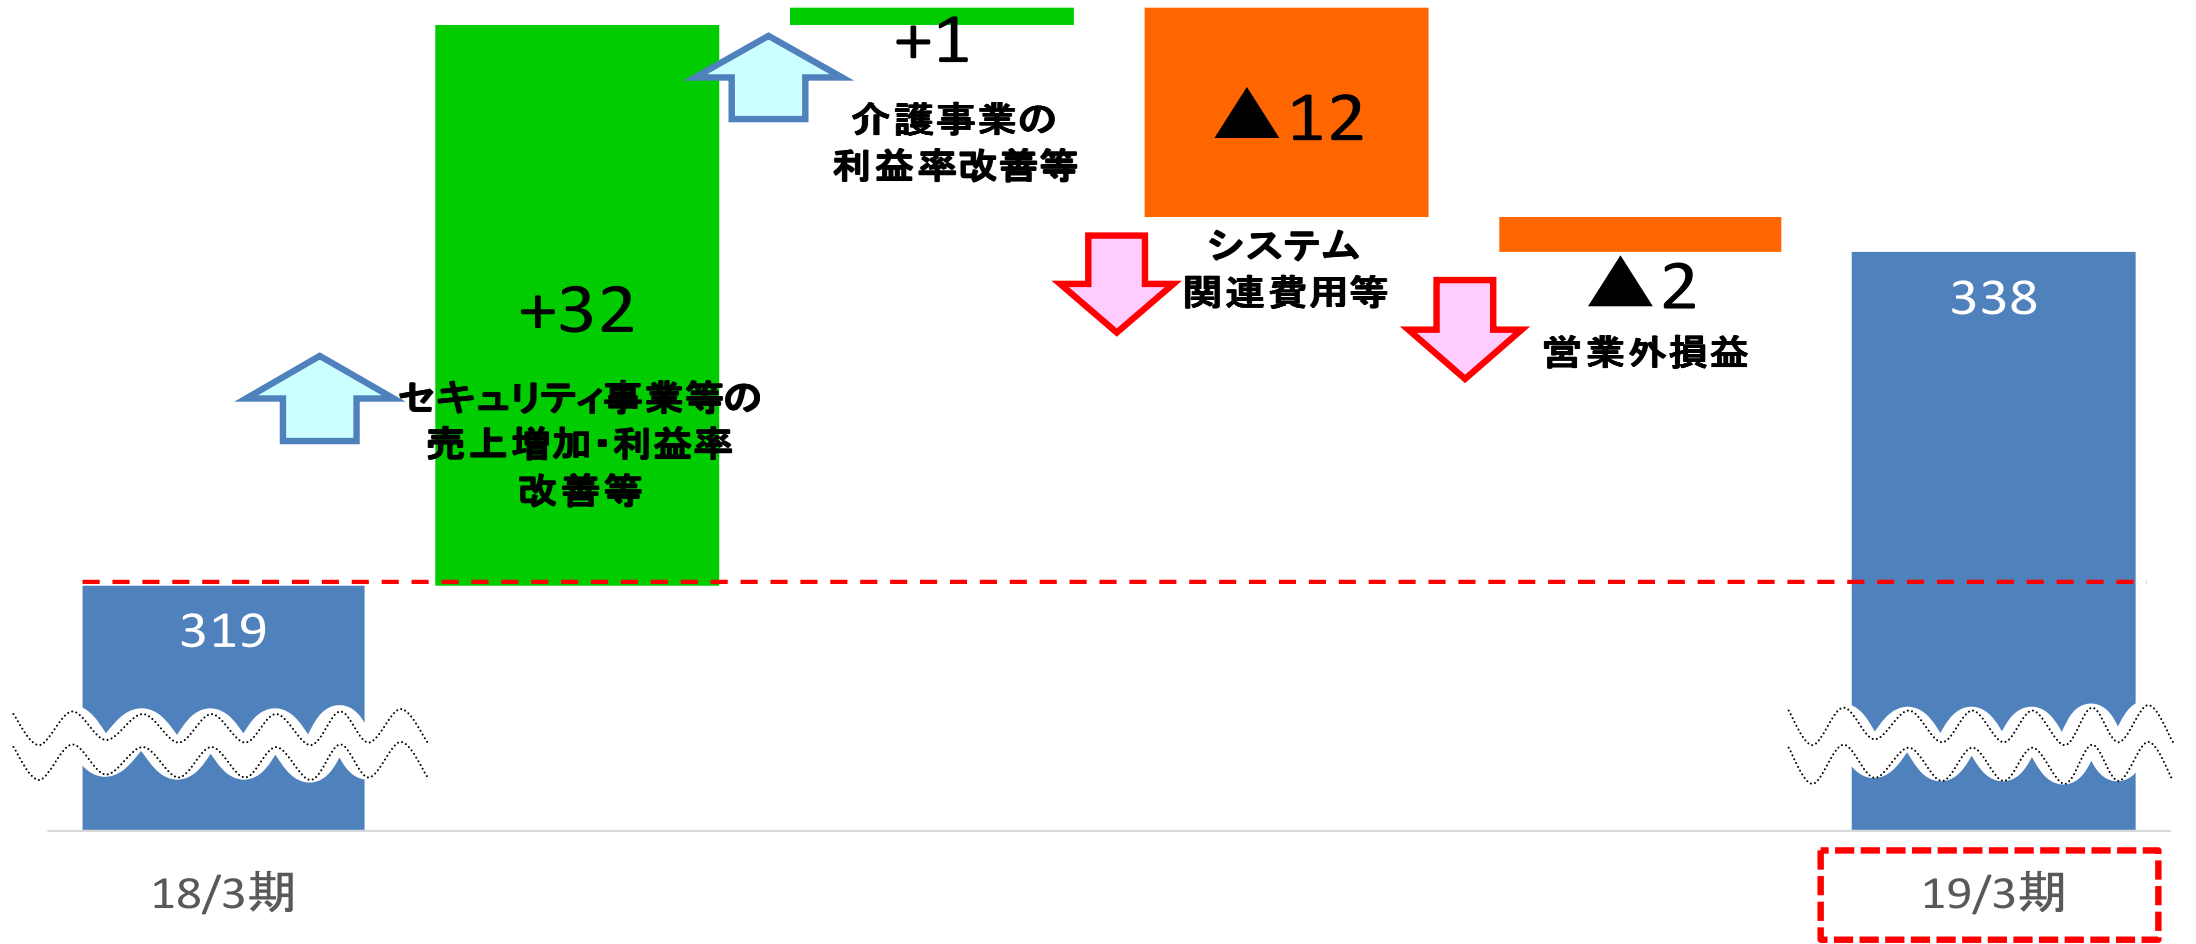 +1
介護事業の
利益率改善等
▲12
システム
関連費用等
▲2
営業外損益
338
+32
セキュリティ事業等の
売上増加・利益率
改善等
319
18/3期
19/3期